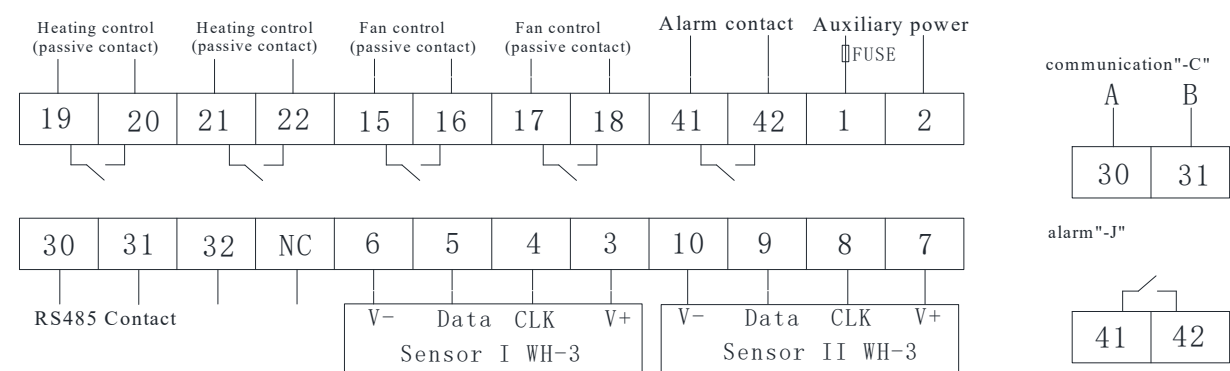 Heating control
(passive contact)
Heating control
(passive contact)
Fan control
(passive contact)
Fan control
(passive contact)
Alarm contact
Auxiliary power
FUSE
19 20 21 22 15 16 17 18 41 42 1 2
30 31 32 NC 6 5 4 3 10 9 8 7
RS485 Contact
V- Data CLK V+
Sensor I WH-3
V- Data CLK V+
Sensor II WH-3
communication"-C"
A B
30 31
alarm"-J"
41 42